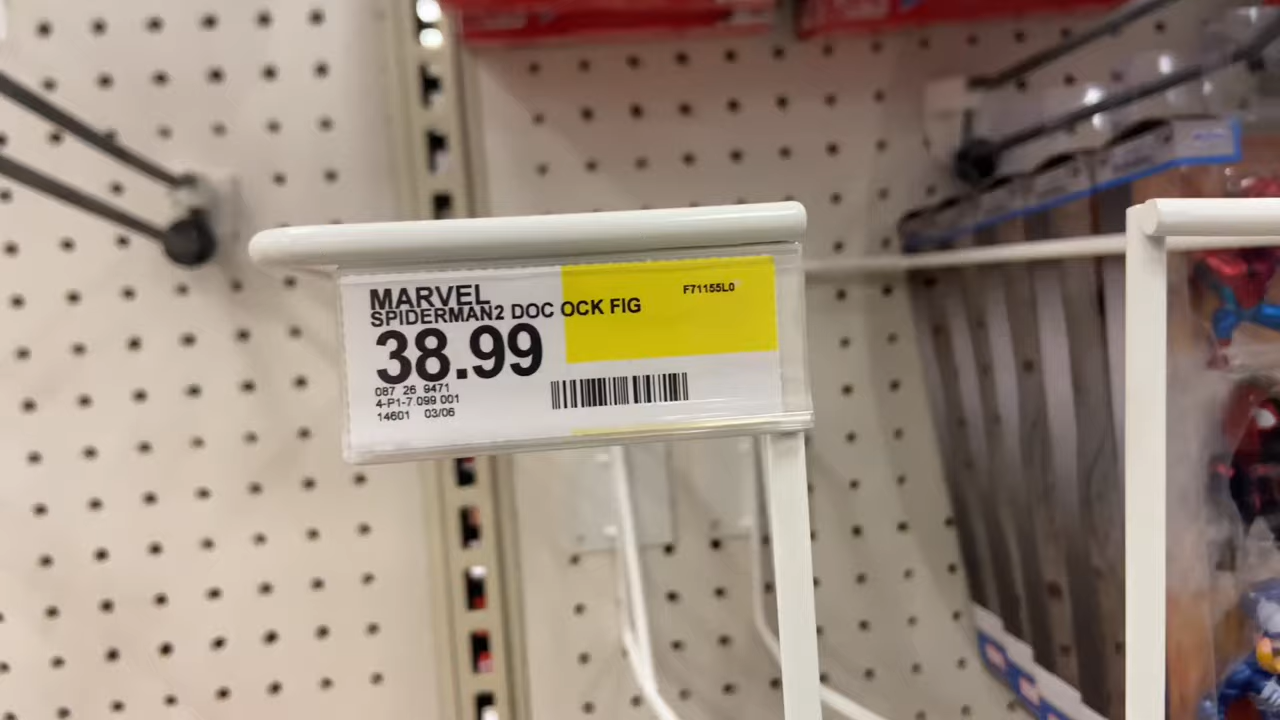 MARVEL
SPIDERMAN2 DOC OCK FIG
F71155L0
38.99
087 26 9471
4-P1-7.099 001
14601 03/06